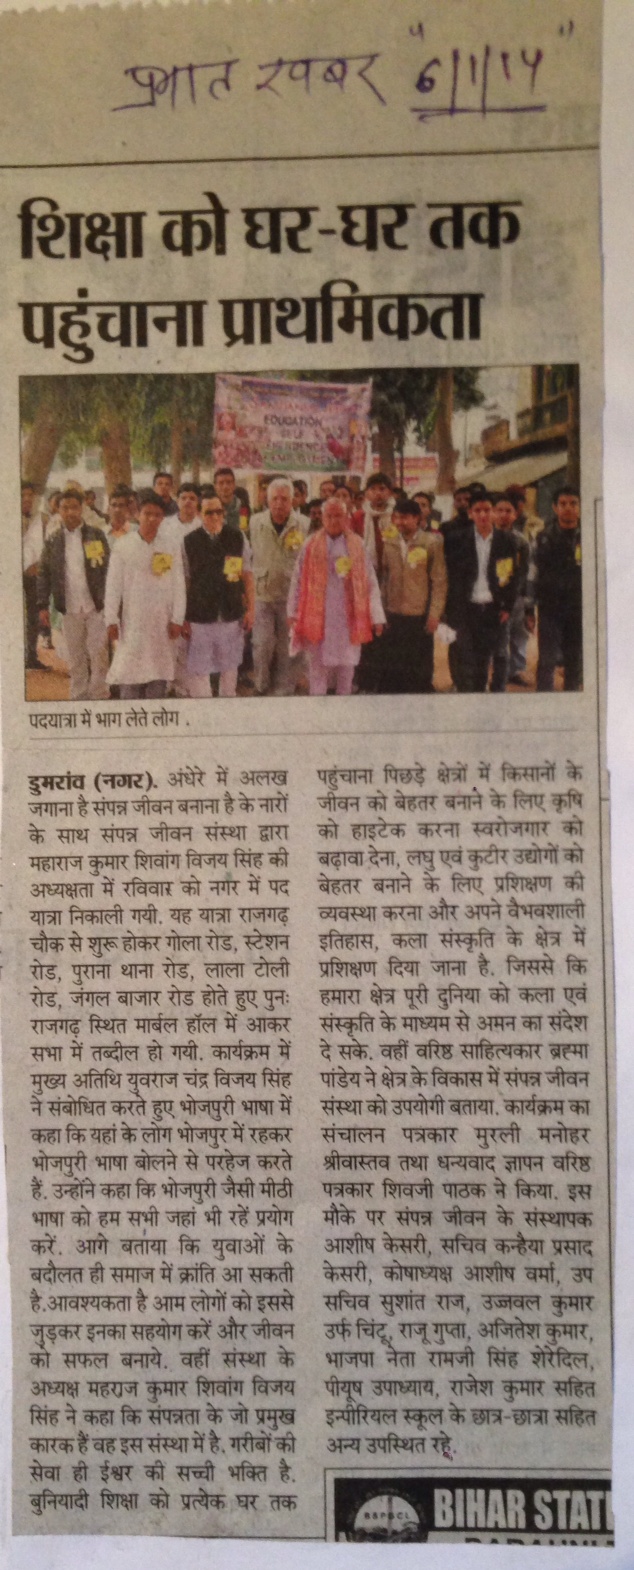 प्रभात खबर "6/1/14"
शिक्षा को घर-घर तक
पहुंचाना प्राथमिकता
EDUCATION
पदयात्रा में भाग लेते लोग .
डुमरांव (नगर). अंधेरे में अलख
जगाना है संपन्न जीवन बनाना है के नारों
के साथ संपन्न जीवन संस्था द्वारा
महाराज कुमार शिवांग विजय सिंह की
अध्यक्षता में रविवार को नगर में पद
यात्रा निकाली गयी. यह यात्रा राजगढ़
चौक से शुरू होकर गोला रोड, स्टेशन
रोड, पुराना थाना रोड, लाला टोली
रोड, जंगल बाजार रोड होते हुए पुनः
राजगढ़ स्थित मार्बल हॉल में आकर
सभा में तब्दील हो गयी. कार्यक्रम में
मुख्य अतिथि युवराज चंद्र विजय सिंह
ने संबोधित करते हुए भोजपुरी भाषा में
कहा कि यहां के लोग भोजपुर में रहकर
भोजपुरी भाषा बोलने से परहेज करते
हैं. उन्होंने कहा कि भोजपुरी जैसी मीठी
भाषा को हम सभी जहां भी रहें प्रयोग
करें. आगे बताया कि युवाओं के
बदौलत ही समाज में क्रांति आ सकती
है.आवश्यकता है आम लोगों को इससे
जुड़कर इनका सहयोग करें और जीवन
को सफल बनाये. वहीं संस्था के
अध्यक्ष महराज कुमार शिवांग विजय
सिंह ने कहा कि संपन्नता के जो प्रमुख
कारक हैं वह इस संस्था में है. गरीबों की
सेवा ही ईश्वर की सच्ची भक्ति है.
बुनियादी शिक्षा को प्रत्येक घर तक
पहुंचाना पिछड़े क्षेत्रों में किसानों के
जीवन को बेहतर बनाने के लिए कृषि
को हाइटेक करना स्वरोजगार को
बढ़ावा देना, लघु एवं कुटीर उद्योगों को
बेहतर बनाने के लिए प्रशिक्षण की
व्यवस्था करना और अपने वैभवशाली
इतिहास, कला संस्कृति के क्षेत्र में
प्रशिक्षण दिया जाना है. जिससे कि
हमारा क्षेत्र पूरी दुनिया को कला एवं
संस्कृति के माध्यम से अमन का संदेश
दे सके. वहीं वरिष्ठ साहित्यकार ब्रह्मा
पांडेय ने क्षेत्र के विकास में संपन्न जीवन
संस्था को उपयोगी बताया. कार्यक्रम का
संचालन पत्रकार मुरली मनोहर
श्रीवास्तव तथा धन्यवाद ज्ञापन वरिष्ठ
पत्रकार शिवजी पाठक ने किया. इस
मौके पर संपन्न जीवन के संस्थापक
आशीष केसरी, सचिव कन्हैया प्रसाद
केसरी, कोषाध्यक्ष आशीष वर्मा, उप
सचिव सुशांत राज, उज्जवल कुमार
उर्फ चिंटू, राजू गुप्ता, अजितेश कुमार,
भाजपा नेता रामजी सिंह शेरेदिल,
पीयूष उपाध्याय, राजेश कुमार सहित
इम्पीरियल स्कूल के छात्र-छात्रा सहित
अन्य उपस्थित रहे.
BSPGCL
BIHAR STAT